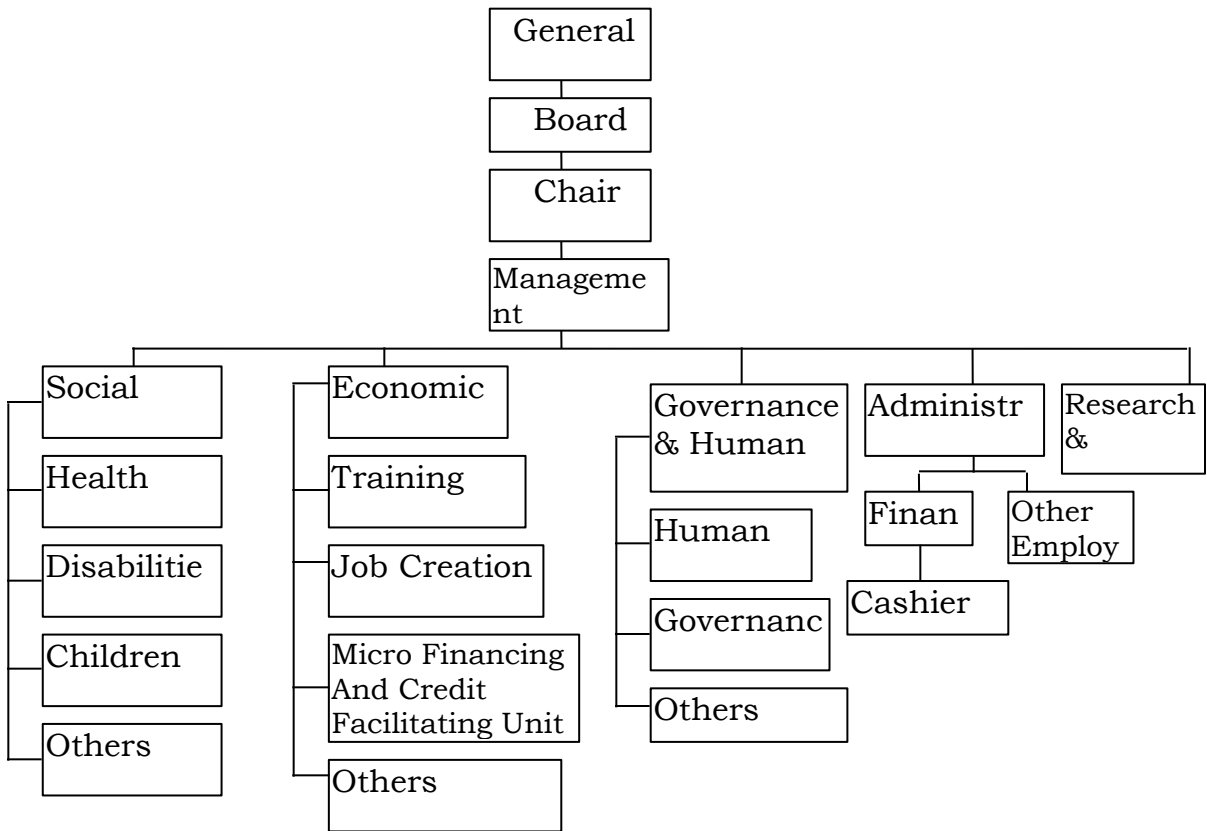 General
Board
Chair
Manageme
nt
Social
Health
Disabilitie
Children
Others
Economic
Training
Job Creation
Micro Financing
And Credit
Facilitating Unit
Others
Governance
& Human
Human
Governanc
Others
Administr
Finan
Cashier
Other
Employ
Research
&